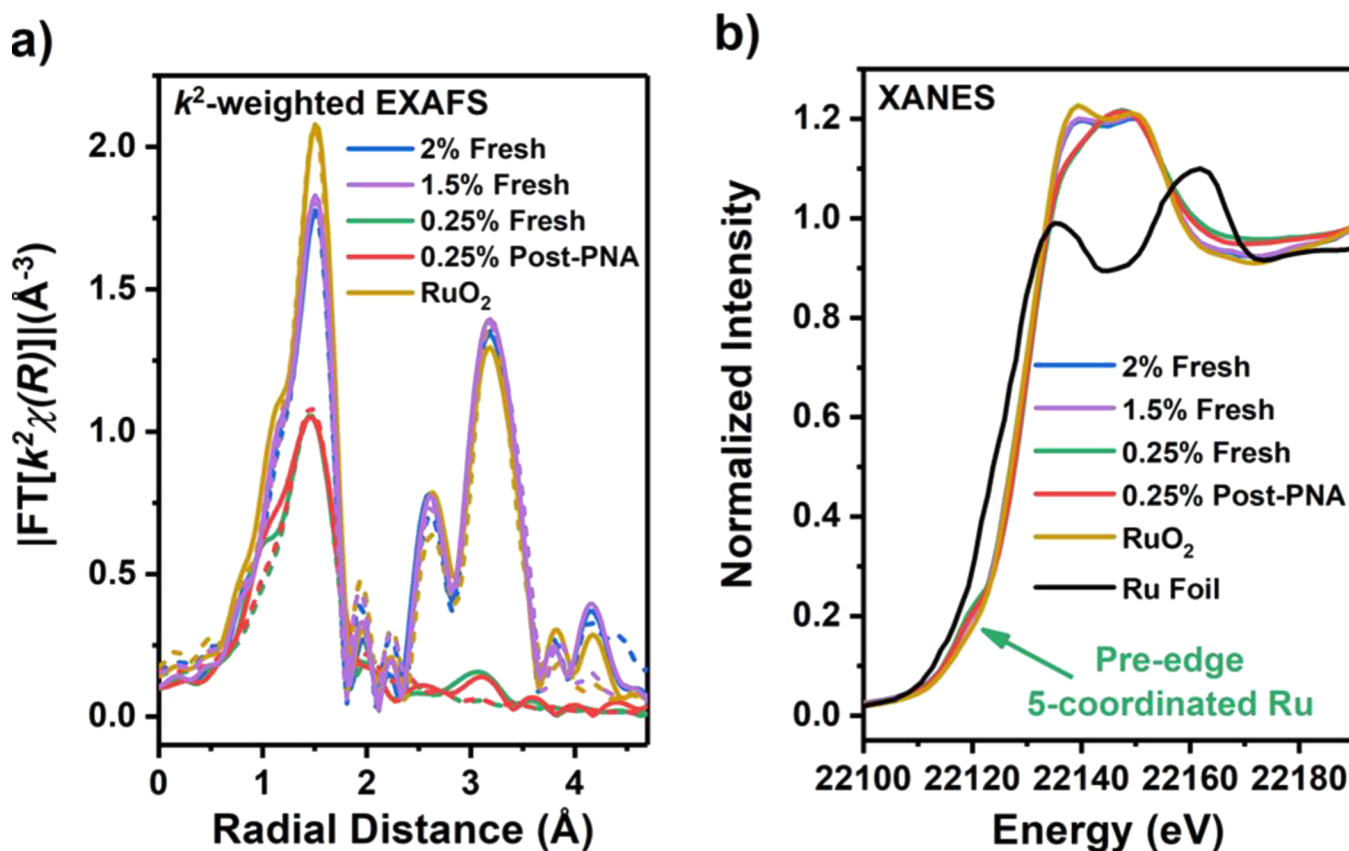 a)
k²-weighted EXAFS
2% Fresh
1.5% Fresh
0.25% Fresh
0.25% Post-PNA
RuO₂
|FT[k²χ(R)]|(Å⁻³)
2.0
1.5
1.0
0.5
0.0
0 1 2 3 4
Radial Distance (Å)
b)
XANES
2% Fresh
1.5% Fresh
0.25% Fresh
0.25% Post-PNA
RuO₂
Ru Foil
Pre-edge
5-coordinated Ru
Normalized Intensity
1.2
1.0
0.8
0.6
0.4
0.2
0.0
22100 22120 22140 22160 22180
Energy (eV)